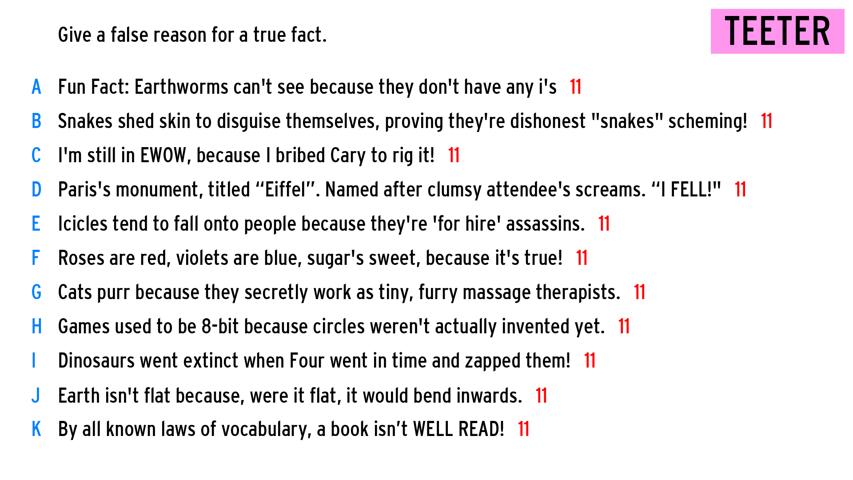 Give a false reason for a true fact.
TEETER
A Fun Fact: Earthworms can't see because they don't have any i's 11
B Snakes shed skin to disguise themselves, proving they're dishonest "snakes" scheming! 11
C I'm still in EWOW, because I bribed Cary to rig it! 11
D Paris's monument, titled “Eiffel”. Named after clumsy attendee's screams. “I FELL!" 11
E Icicles tend to fall onto people because they're 'for hire' assassins. 11
F Roses are red, violets are blue, sugar's sweet, because it's true! 11
G Cats purr because they secretly work as tiny, furry massage therapists. 11
H Games used to be 8-bit because circles weren't actually invented yet. 11
I Dinosaurs went extinct when Four went in time and zapped them! 11
J Earth isn't flat because, were it flat, it would bend inwards. 11
K By all known laws of vocabulary, a book isn’t WELL READ! 11